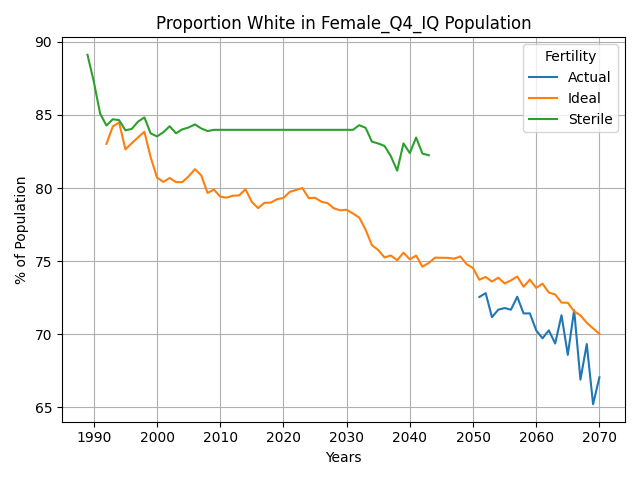 Proportion White in Female_Q4_IQ Population
% of Population
90
85
80
75
70
65
Fertility
Actual
Ideal
Sterile
1990 2000 2010 2020 2030 2040 2050 2060 2070
Years